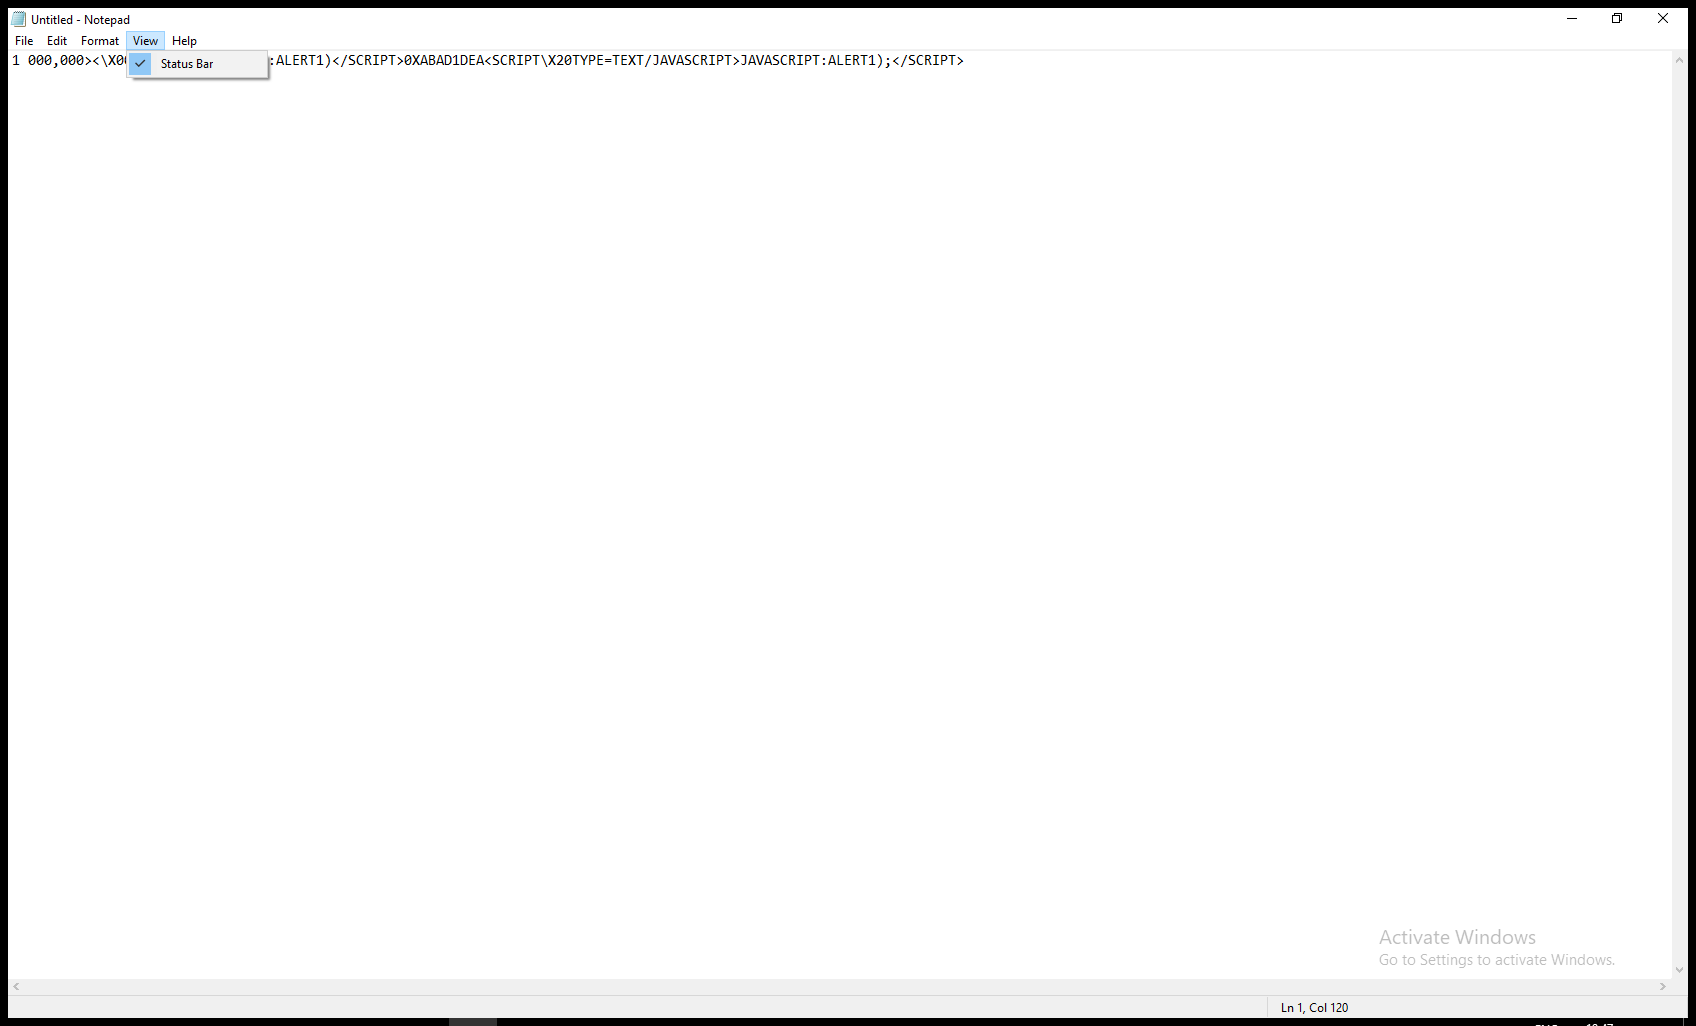 Untitled - Notepad
File Edit Format View Help
1 000,000><\X0
:ALERT1)</SCRIPT>0XABAD1DEA<SCRIPT\X20TYPE=TEXT/JAVASCRIPT>JAVASCRIPT:ALERT1);</SCRIPT>
Status Bar
Activate Windows
Go to Settings to activate Windows.
Ln 1, Col 120